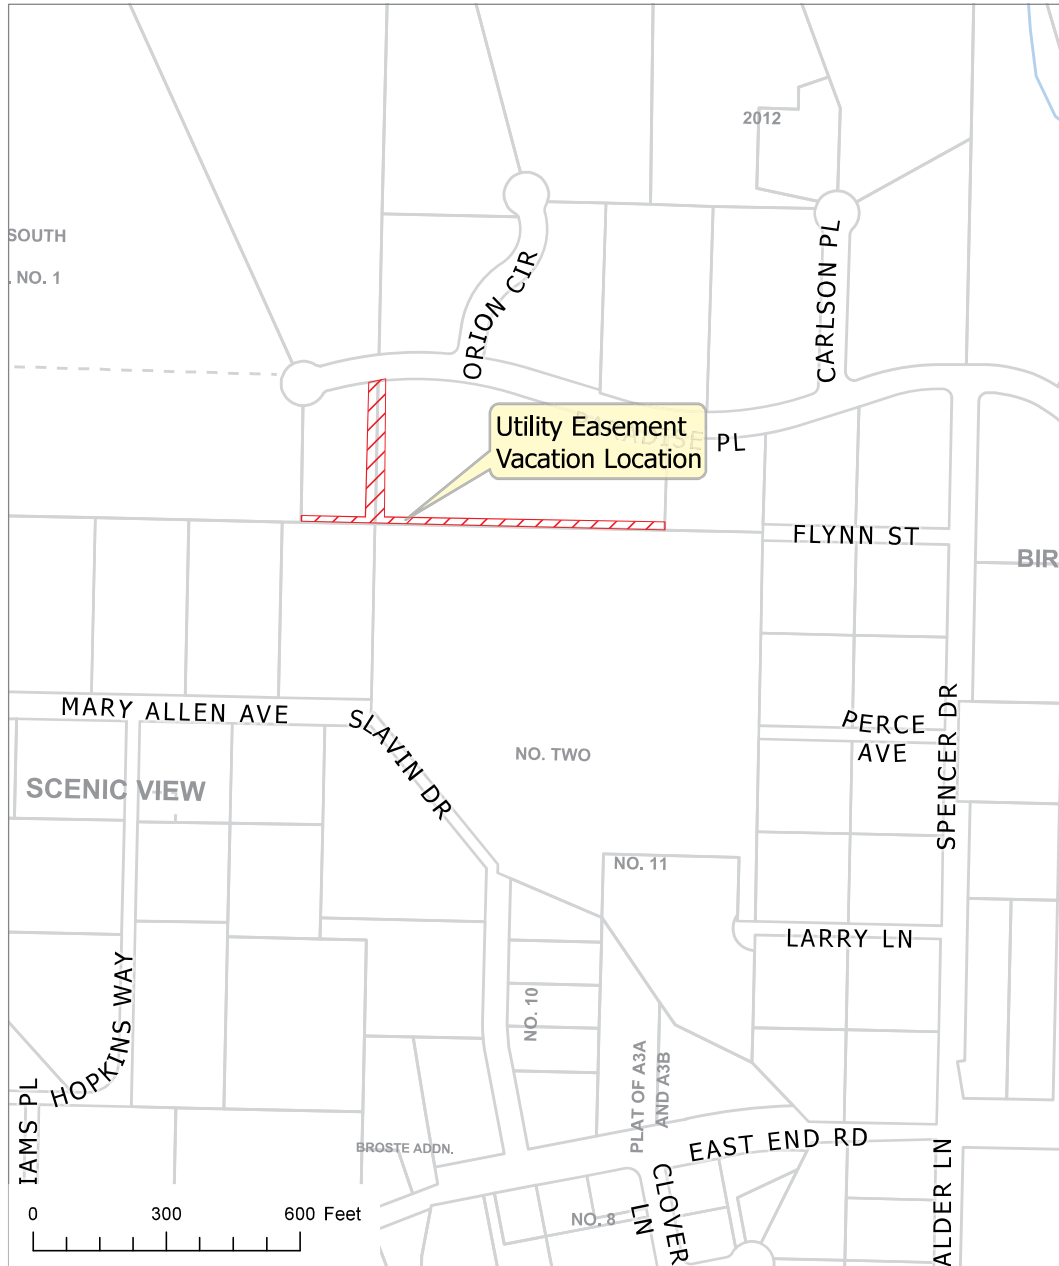 2012
SOUTH
. NO. 1
ORION CIR
CARLSON PL
Utility Easement
Vacation Location
PARADISE PL
FLYNN ST
BIR
MARY ALLEN AVE
SLAVIN DR
PERCE
AVE
SPENCER DR
NO. TWO
SCENIC VIEW
NO. 11
LARRY LN
HOPKINS WAY
NO. 10
PLAT OF A3A
AND A3B
IAMS PL
BROSTE ADDN.
EAST END RD
CLOVER
LN
ALDER LN
NO. 8
0 300 600 Feet